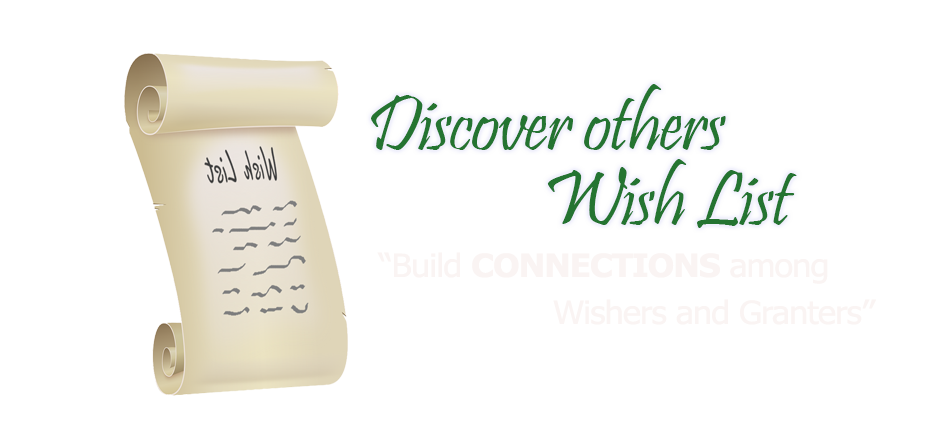 Wish List
Discover others
Wish List
“Build CONNECTIONS among
Wishers and Granters”